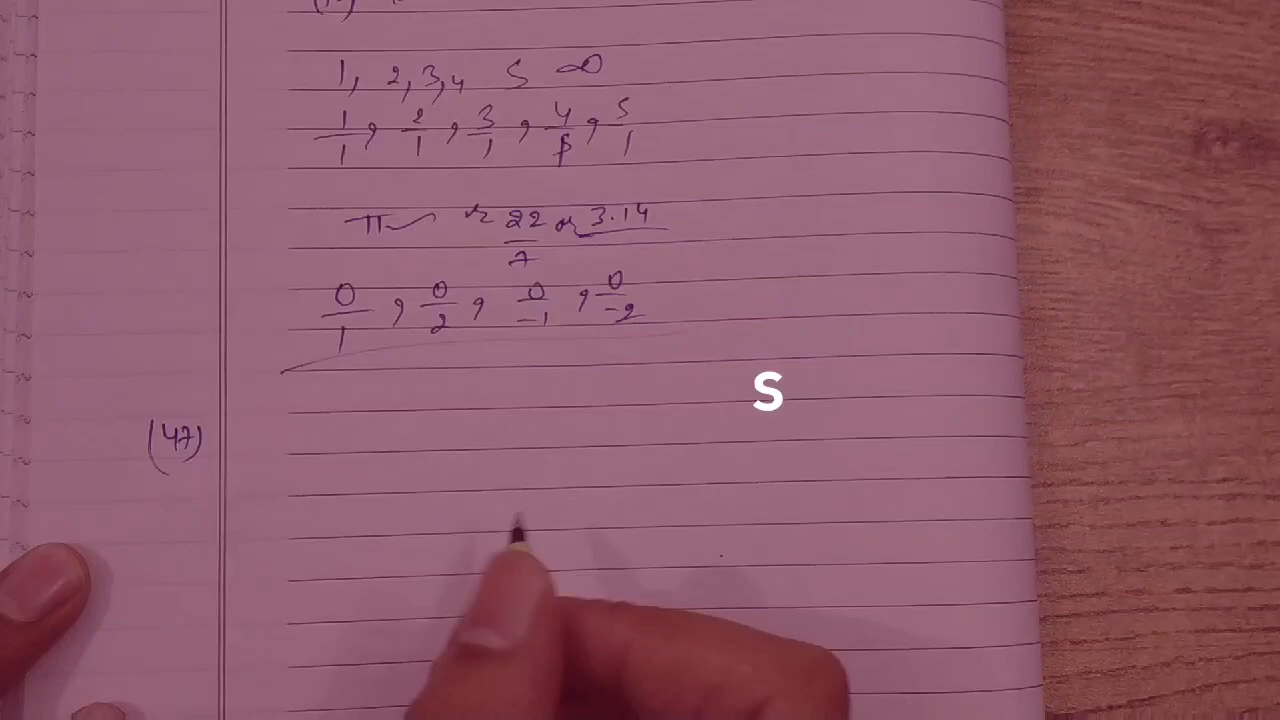 1, 2, 3, 4 5 ∞
1/1, 2/1, 3/1, 4/1, 5/1
π 22/7 or 3.14
0/1, 0/2, 0/-1, 0/-2
S
(47)